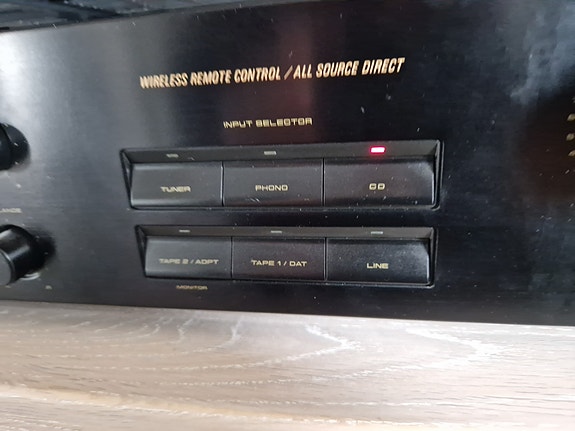 WIRELESS REMOTE CONTROL / ALL SOURCE DIRECT
INPUT SELECTOR
TUNER PHONO CD
TAPE 2 / ADPT TAPE 1 / DAT LINE
MONITOR